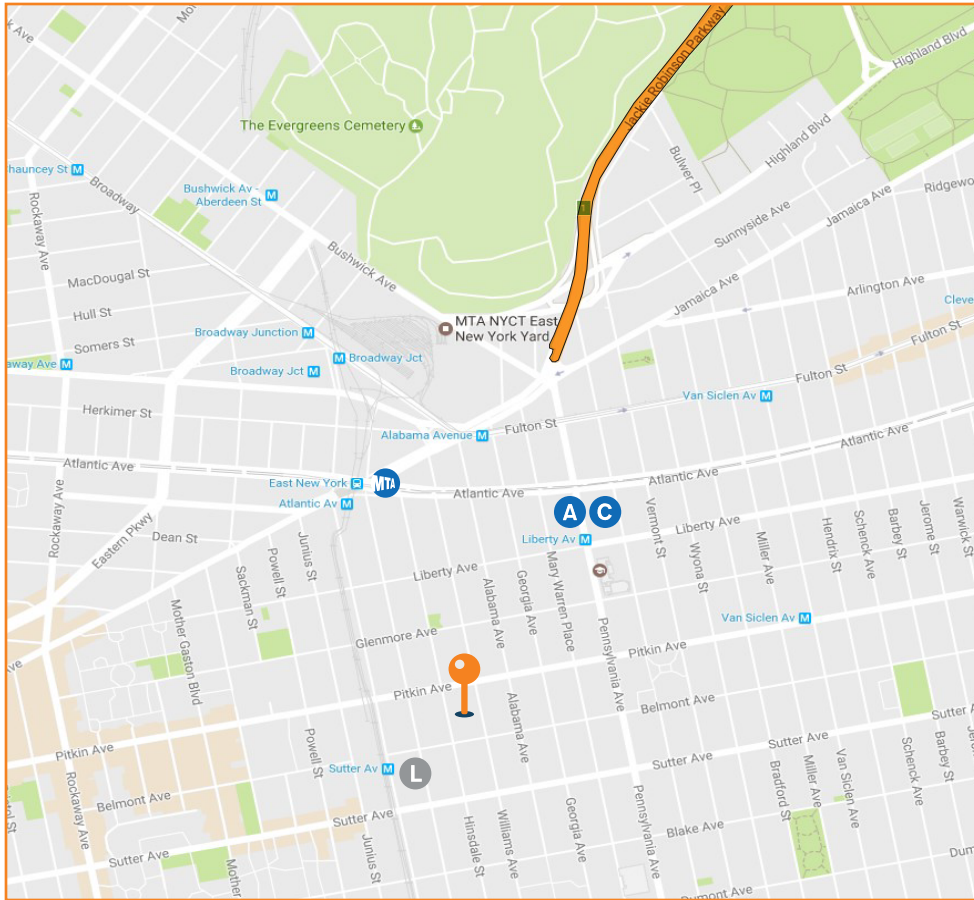 k Ave
Mo
Jackie Robinson Parkway
Highland Blvd
The Evergreens Cemetery
Highland Blvd
Bulwer Pl
hauncey St M
Broadway
Bushwick Av -
Aberdeen St M
Rockaway Ave
Ridgewo
Jamaica Ave
Sunnyside Ave
Bushwick Ave
MacDougal St
Hull St
Somers St
Jamaica Ave
Arlington Ave
Cleve
MTA NYCT East
New York Yard
Broadway Junction M
M Broadway Jct
Broadway Jct M
away Ave M
Fulton St
Fulton St
Van Siclen Av M
Herkimer St
Alabama Avenue M
Fulton St
Atlantic Ave
Atlantic Ave
East New York
MTA
Atlantic Ave
Atlantic Ave
Atlantic Av M
A
C
Rockaway Ave
Eastern Pkwy
Dean St
Liberty Av M
Liberty Ave
Vermont St
Wyona St
Miller Ave
Hendrix St
Schenck Ave
Barbey St
Jerome St
Warwick St
Junius St
Powell St
Sackman St
Mother Gaston Blvd
Liberty Ave
Alabama Ave
Georgia Ave
Mary Warren Place
Pennsylvania Ave
Glenmore Ave
Van Siclen Av M
Pitkin Ave
Pitkin Ave
Ave
Alabama Ave
Belmont Ave
Sutter A
Pitkin Ave
Powell St
Sutter Av M
L
Sutter Ave
Sutter Ave
Rockaway Ave
Belmont Ave
Sutter Ave
Junius St
Hinsdale St
Williams Ave
Georgia Ave
Pennsylvania Ave
Blake Ave
Bradford St
Miller Ave
Van Siclen Ave
Schenck Ave
Barbey St
Je
Sutter Ave
Mother
Dumont Ave
Dum